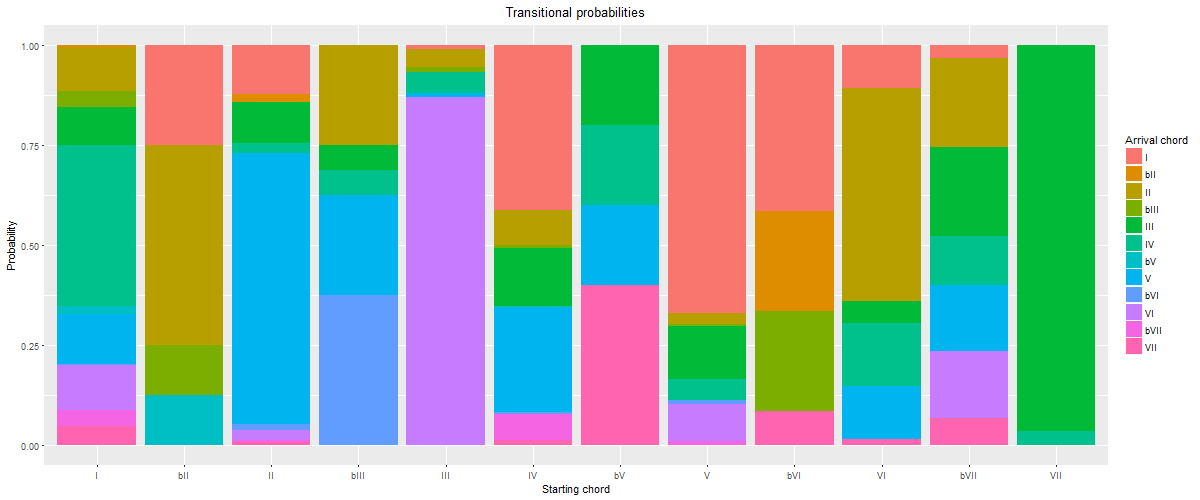 Transitional probabilities
1.00
0.75
0.50
0.25
0.00
Probability
I bII II bIII III IV bV V bVI VI bVII VII
Starting chord
Arrival chord
I
bII
II
bIII
III
IV
bV
V
bVI
VI
bVII
VII